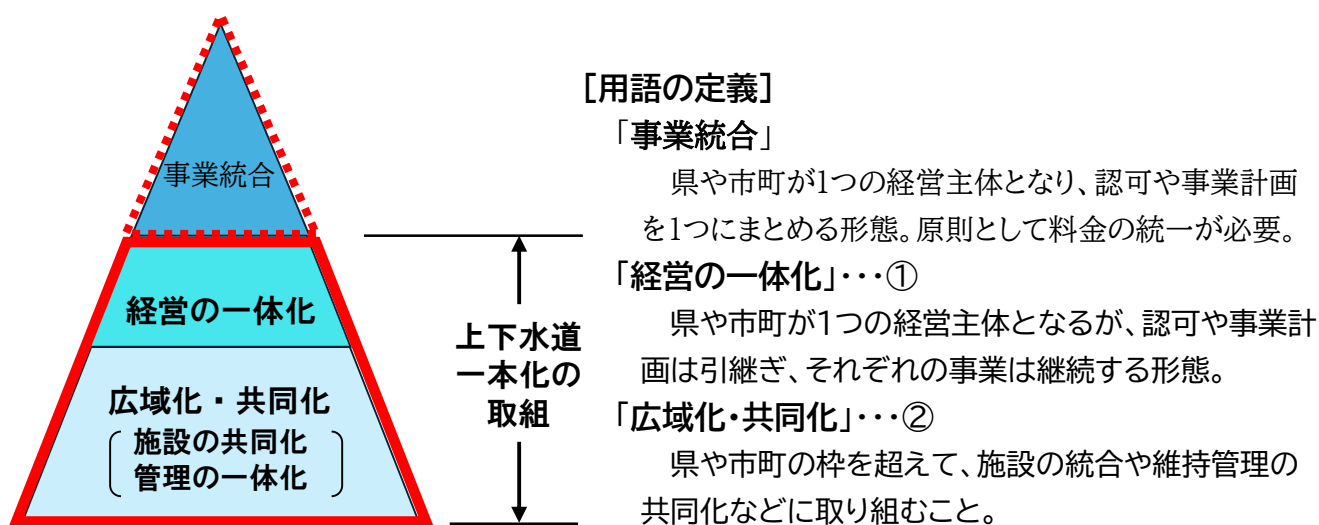 事業統合
経営の一体化
広域化・共同化
施設の共同化
管理の一体化
上下水道
一本化の
取組
[用語の定義]
「事業統合」
県や市町が1つの経営主体となり、認可や事業計画
を1つにまとめる形態。原則として料金の統一が必要。
「経営の一体化」・・・①
県や市町が1つの経営主体となるが、認可や事業計
画は引継ぎ、それぞれの事業は継続する形態。
「広域化・共同化」・・・②
県や市町の枠を超えて、施設の統合や維持管理の
共同化などに取り組むこと。